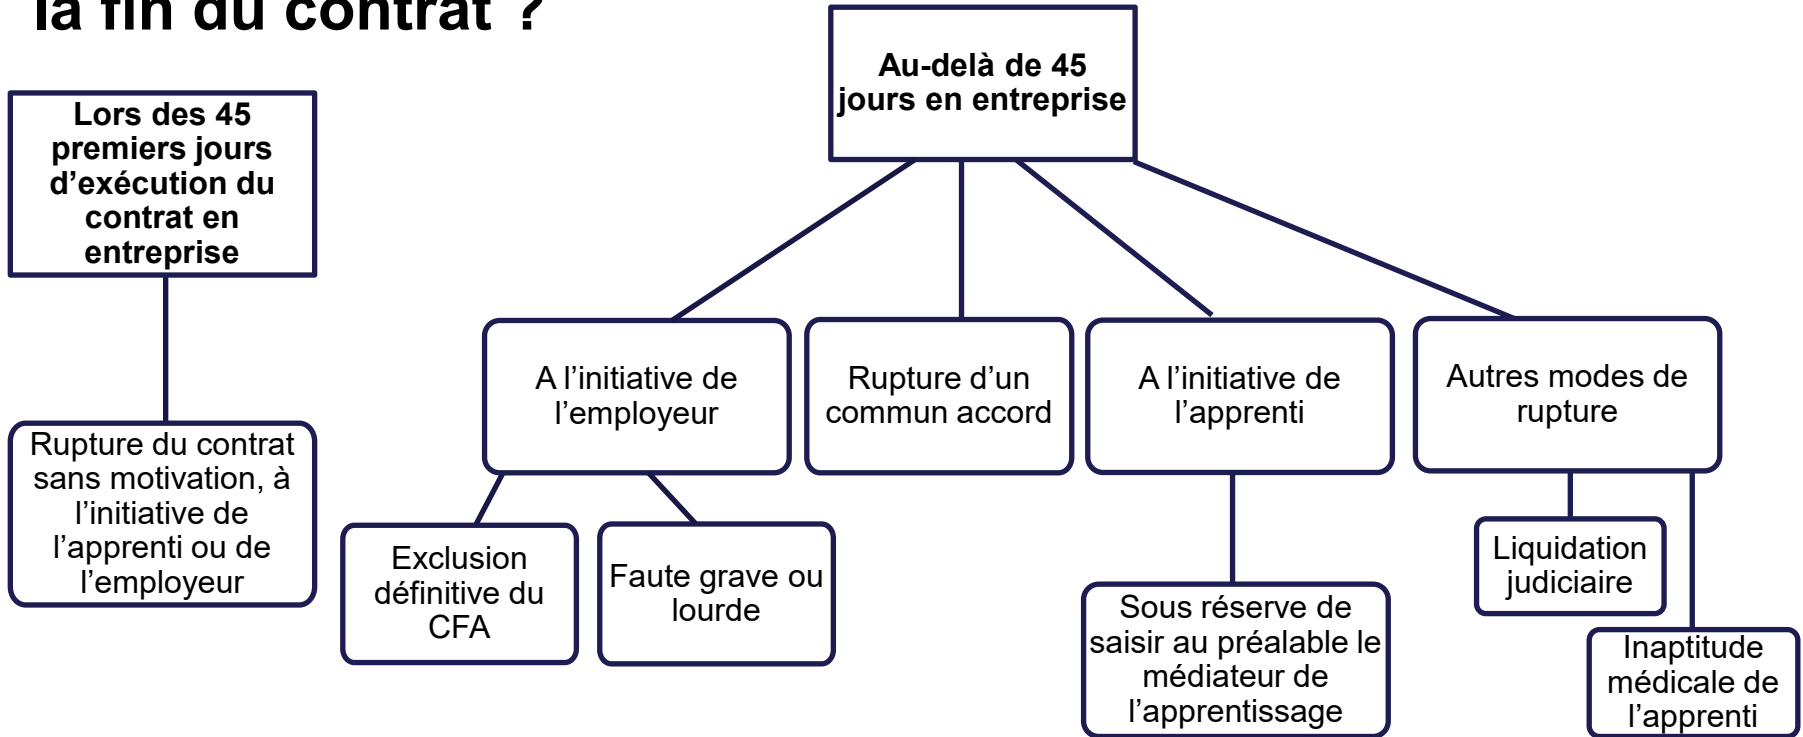 la fin du contrat ?
Lors des 45
premiers jours
d’exécution du
contrat en
entreprise
Rupture du contrat
sans motivation, à
l’initiative de
l’apprenti ou de
l’employeur
Au-delà de 45
jours en entreprise
A l’initiative de
l’employeur
Exclusion
définitive du
CFA
Faute grave ou
lourde
Rupture d’un
commun accord
A l’initiative de
l’apprenti
Sous réserve de
saisir au préalable le
médiateur de
l’apprentissage
Autres modes de
rupture
Liquidation
judiciaire
Inaptitude
médicale de
l’apprenti